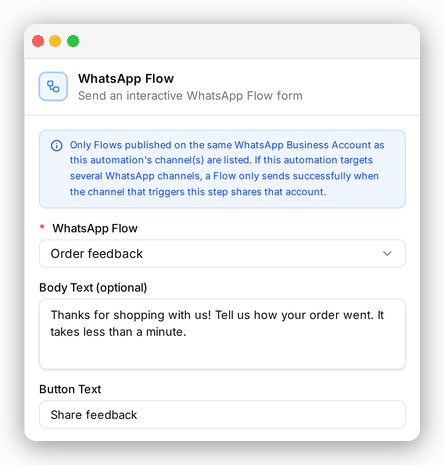 WhatsApp Flow
Send an interactive WhatsApp Flow form
Only Flows published on the same WhatsApp Business Account as
this automation's channel(s) are listed. If this automation targets
several WhatsApp channels, a Flow only sends successfully when
the channel that triggers this step shares that account.
* WhatsApp Flow
Order feedback
Body Text (optional)
Thanks for shopping with us! Tell us how your order went. It
takes less than a minute.
Button Text
Share feedback